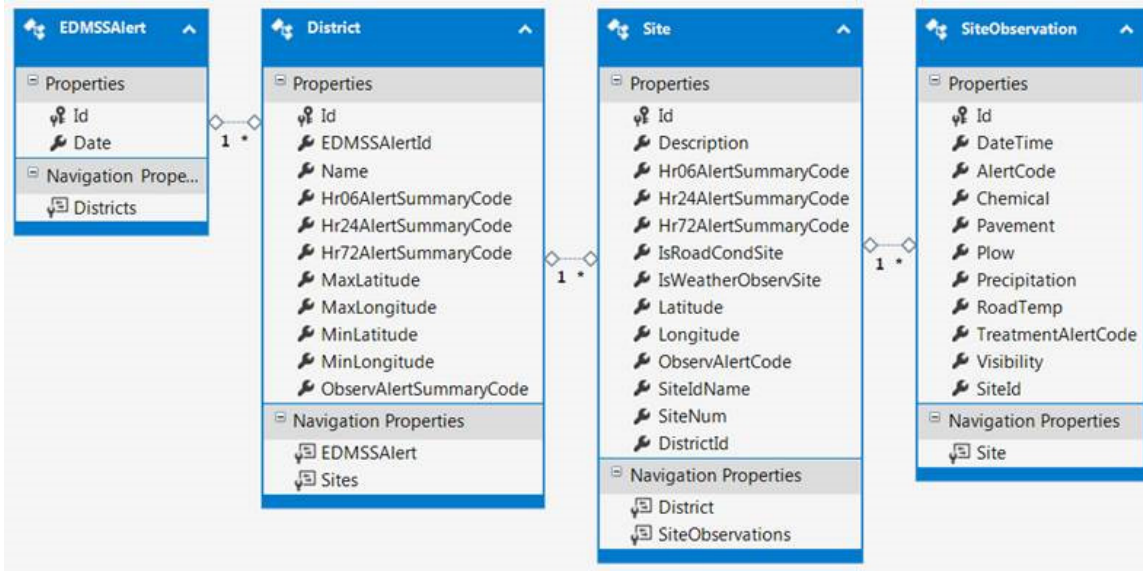 EDMSSAlert
Properties
Id
Date
Navigation Prope...
Districts
1 *
District
Properties
Id
EDMSSAlertId
Name
Hr06AlertSummaryCode
Hr24AlertSummaryCode
Hr72AlertSummaryCode
MaxLatitude
MaxLongitude
MinLatitude
MinLongitude
ObservAlertSummaryCode
Navigation Properties
EDMSSAlert
Sites
1 *
Site
Properties
Id
Description
Hr06AlertSummaryCode
Hr24AlertSummaryCode
Hr72AlertSummaryCode
IsRoadCondSite
IsWeatherObservSite
Latitude
Longitude
ObservAlertCode
SiteIdName
SiteNum
DistrictId
Navigation Properties
District
SiteObservations
1 *
SiteObservation
Properties
Id
DateTime
AlertCode
Chemical
Pavement
Plow
Precipitation
RoadTemp
TreatmentAlertCode
Visibility
SiteId
Navigation Properties
Site